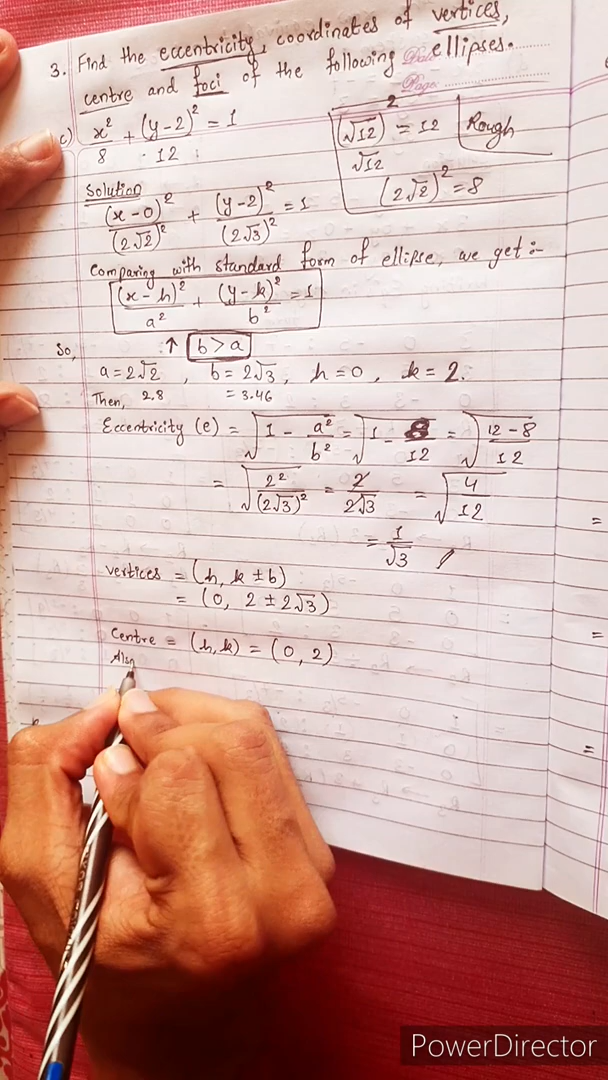 3. Find the eccentricity, coordinates of vertices,
centre and foci of the following ellipses.
Page:
c) x²/8 + (y-2)²/12 = 1
(√12)² = 12 Rough
√12
(2√2)² = 8
Solution
(x-0)²/(2√2)² + (y-2)²/(2√3)² = 1
Comparing with standard form of ellipse, we get :-
(x-h)²/a² + (y-k)²/b² = 1
↑ b > a
So,
a = 2√2, b = 2√3, h = 0, k = 2.
Then, 2.8 = 3.46
Eccentricity (e) = √(1 - a²/b²) = √(1 - 8/12) = √((12-8)/12)
= √(2²/(2√3)²) = 2/2√3 = √(4/12)
= 1/√3
vertices = (h, k ± b)
= (0, 2 ± 2√3)
Centre = (h, k) = (0, 2)
Also
PowerDirector